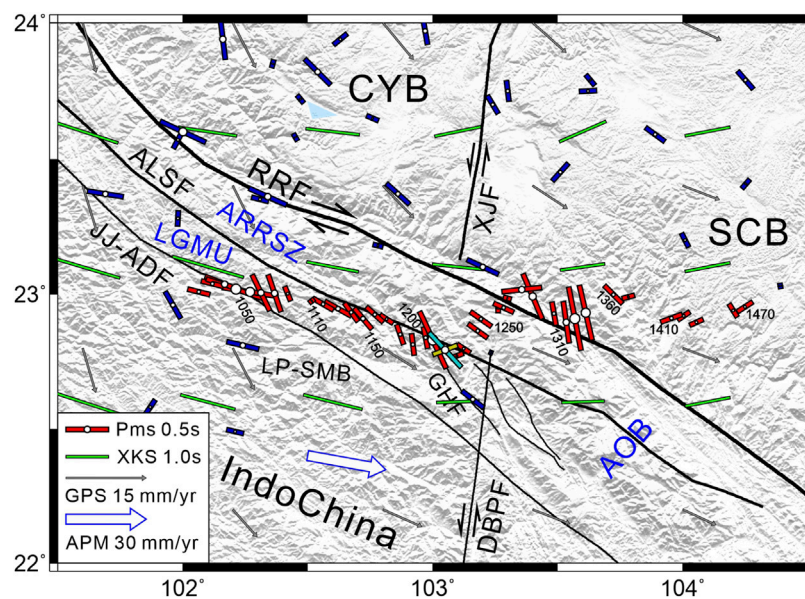 24°
CYB
RRF
ALSF
XJF
ARRSZ
LGMU
SCB
JJ-ADF
23°
1050
1110
1150
1200
1250
1310
1360
1410
1470
LP-SMB
GHF
AOB
IndoChina
DBPF
Pms 0.5s
XKS 1.0s
GPS 15 mm/yr
APM 30 mm/yr
22°
102°
103°
104°